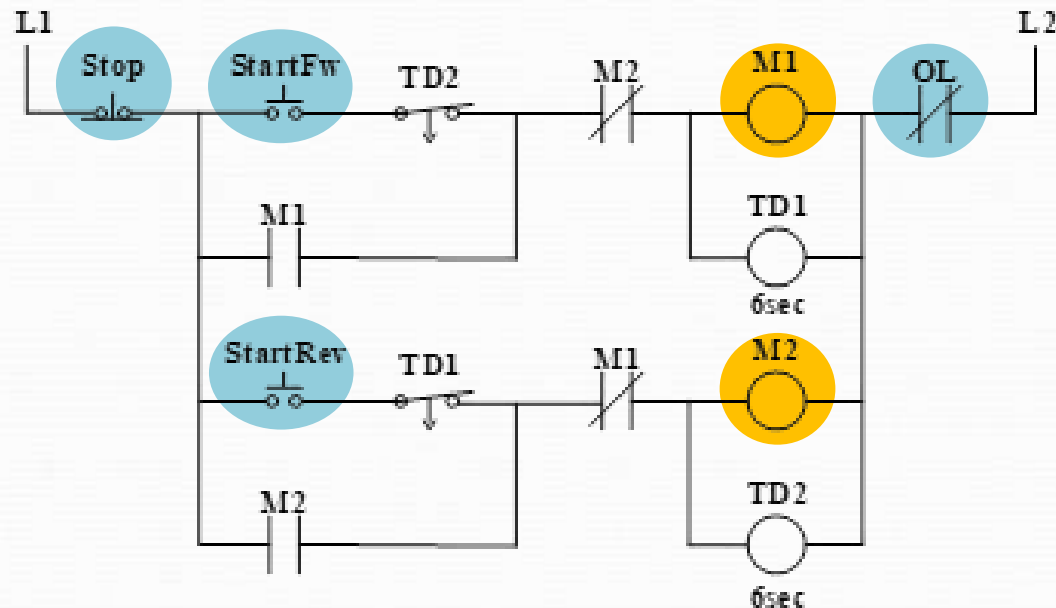 L1
L2
Stop
StartFw
TD2
M2
M1
OL
M1
TD1
6sec
StartRev
TD1
M1
M2
M2
TD2
6sec